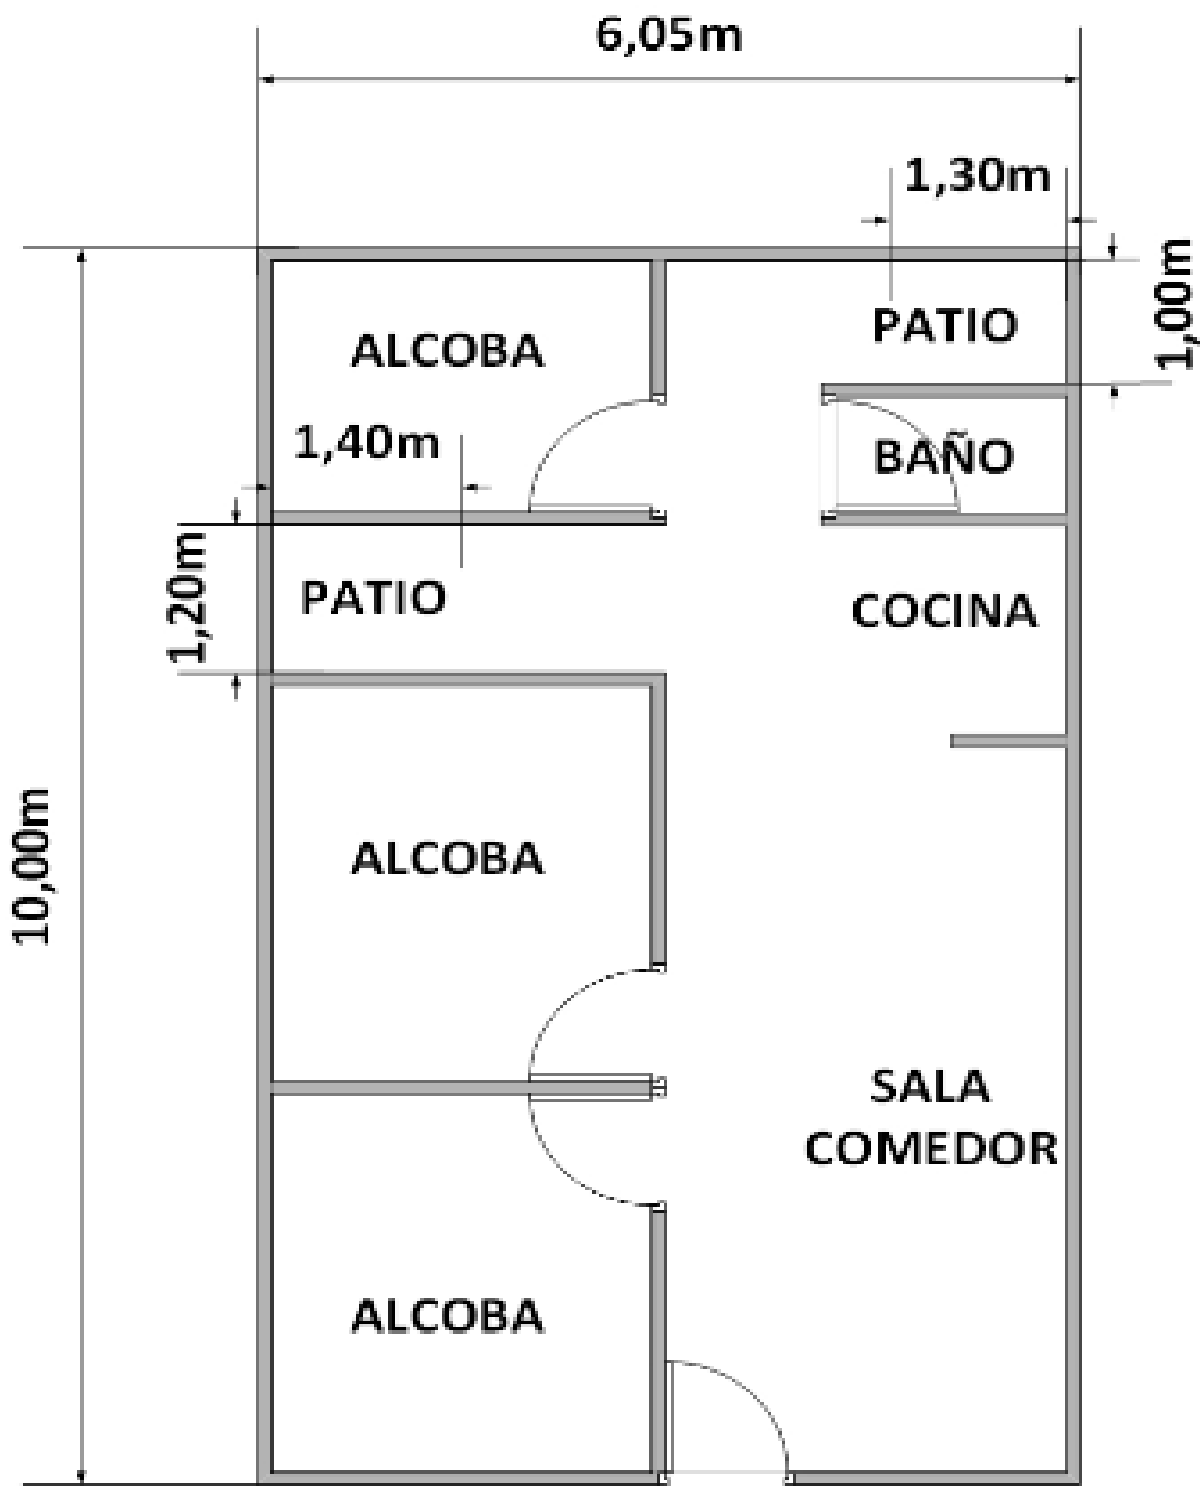 6,05m
1,30m
1,00m
PATIO
ALCOBA
1,40m
BAÑO
1,20m
PATIO
COCINA
10,00m
ALCOBA
SALA
COMEDOR
ALCOBA